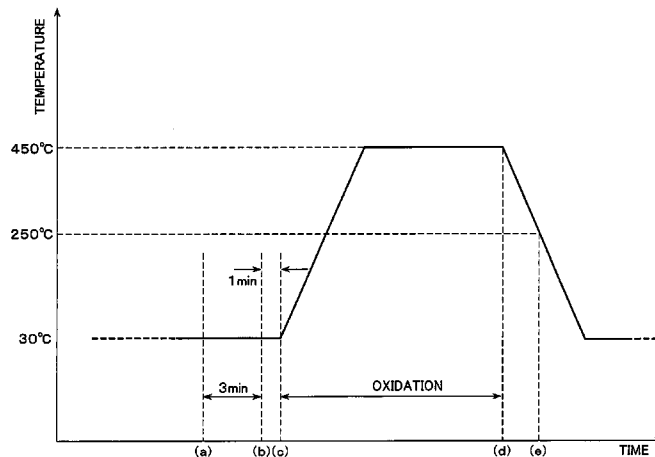 TEMPERATURE
450℃
250℃
1min
30℃
3min
OXIDATION
(a) (b)(c) (d) (e) TIME